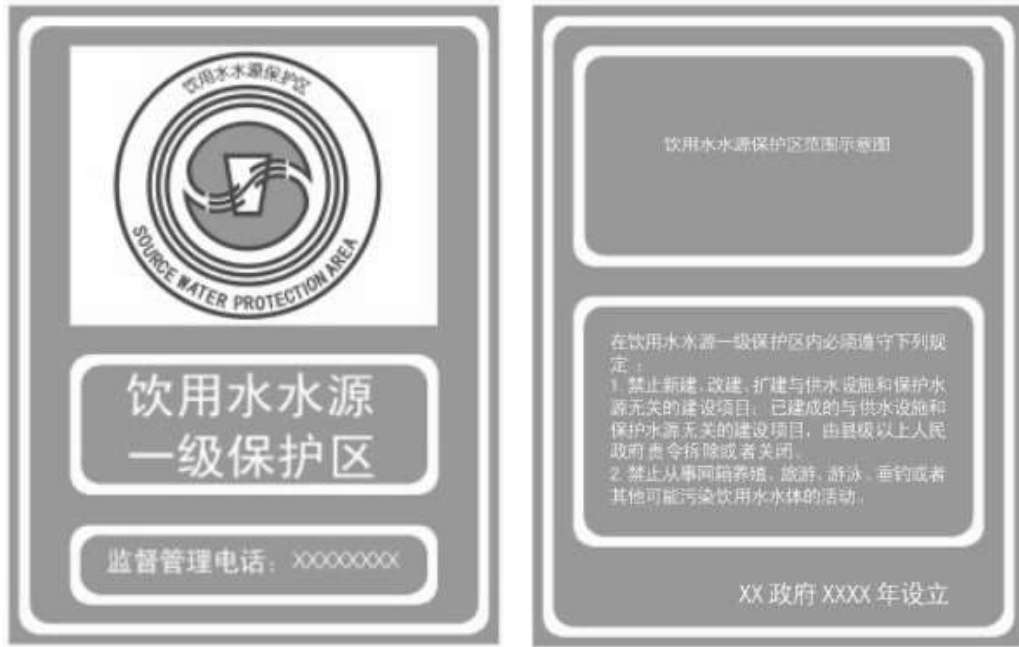 饮用水水源保护区
SOURCE WATER PROTECTION AREA
饮用水水源
一级保护区
监督管理电话：XXXXXXXX
饮用水水源保护区范围示意图
在饮用水水源一级保护区内必须遵守下列规
定：
1. 禁止新建、改建、扩建与供水设施和保护水
源无关的建设项目；已建成的与供水设施和
保护水源无关的建设项目，由县级以上人民
政府责令拆除或者关闭。
2. 禁止从事网箱养殖、旅游、游泳、垂钓或者
其他可能污染饮用水水体的活动。
XX 政府 XXXX 年设立